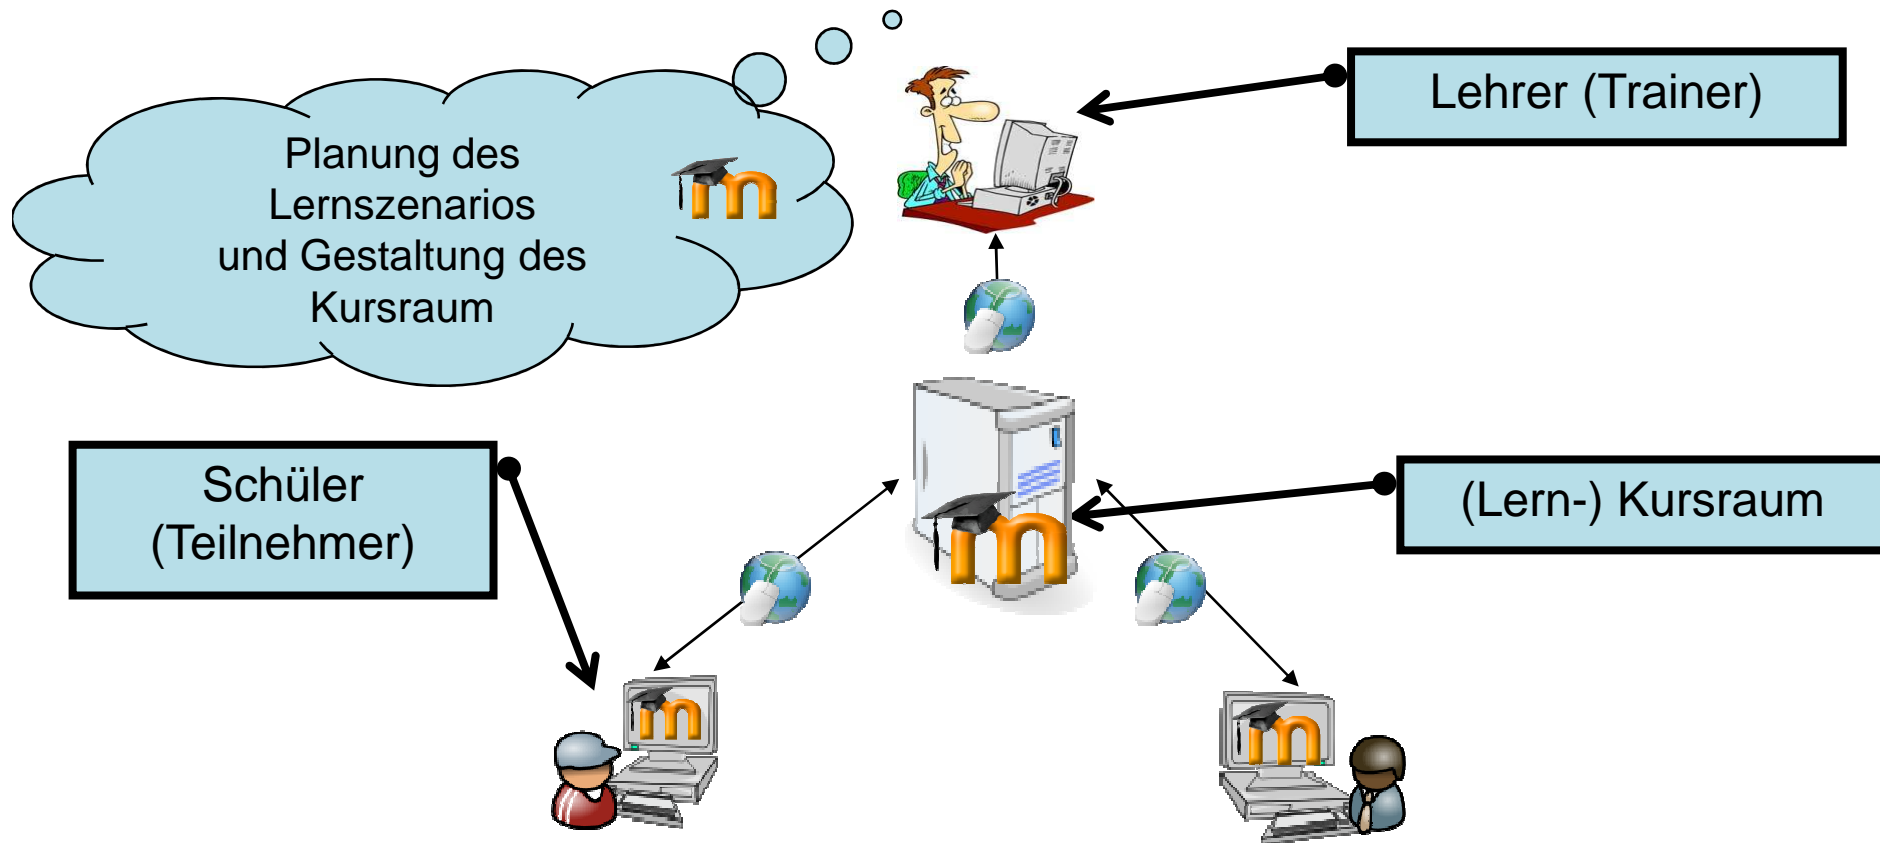 Lehrer (Trainer)
Planung des
Lernszenarios
und Gestaltung des
Kursraum
m
Schüler
(Teilnehmer)
(Lern-) Kursraum
m
m
m